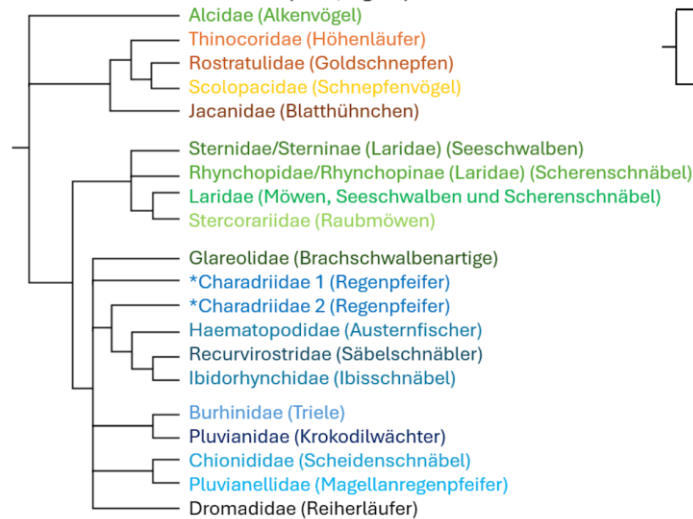 Alcidae (Alkenvögel)
Thinocoridae (Höhenläufer)
Rostratulidae (Goldschnepfen)
Scolopacidae (Schnepfenvögel)
Jacanidae (Blatthühnchen)
Sternidae/Sterninae (Laridae) (Seeschwalben)
Rhynchopidae/Rhynchopinae (Laridae) (Scherenschnäbel)
Laridae (Möwen, Seeschwalben und Scherenschnäbel)
Stercorariidae (Raubmöwen)
Glareolidae (Brachschwalbenartige)
*Charadriidae 1 (Regenpfeifer)
*Charadriidae 2 (Regenpfeifer)
Haematopodidae (Austernfischer)
Recurvirostridae (Säbelschnäbler)
Ibidorhynchidae (Ibisschnäbel)
Burhinidae (Triele)
Pluvianidae (Krokodilwächter)
Chionididae (Scheidenschnäbel)
Pluvianellidae (Magellanregenpfeifer)
Dromadidae (Reiherläufer)